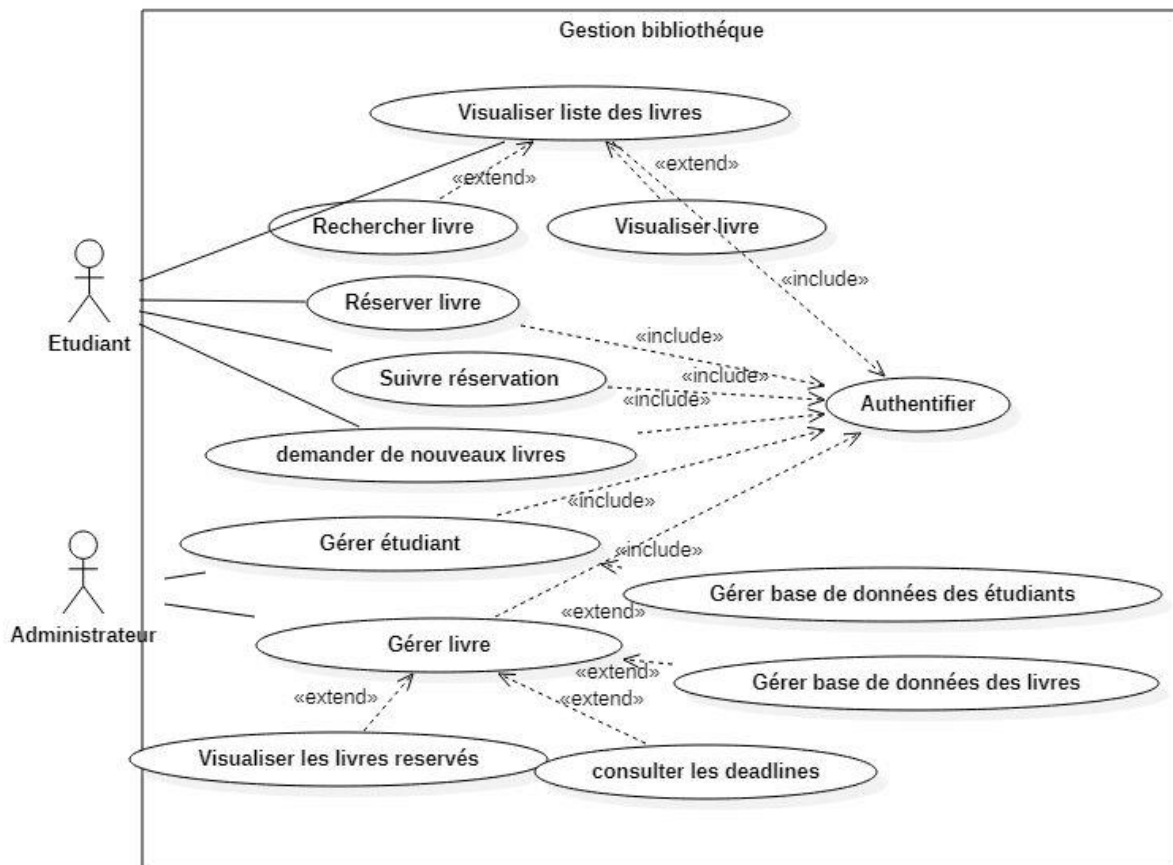 Gestion bibliothéque
Visualiser liste des livres
«extend»
«extend»
Rechercher livre
Visualiser livre
«include»
Réserver livre
Etudiant
«include»
Suivre réservation
«include»
«include»
Authentifier
demander de nouveaux livres
«include»
Gérer étudiant
«include»
Gérer base de données des étudiants
«extend»
Administrateur
Gérer livre
«extend»
Gérer base de données des livres
«extend»
«extend»
Visualiser les livres reservés
consulter les deadlines